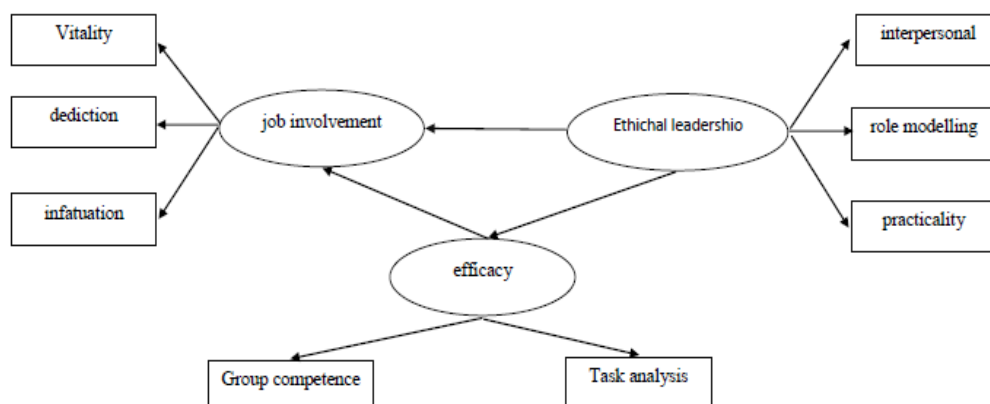 Vitality
interpersonal
dediction
job involvement
Ethichal leadershio
role modelling
infatuation
practicality
efficacy
Group competence
Task analysis